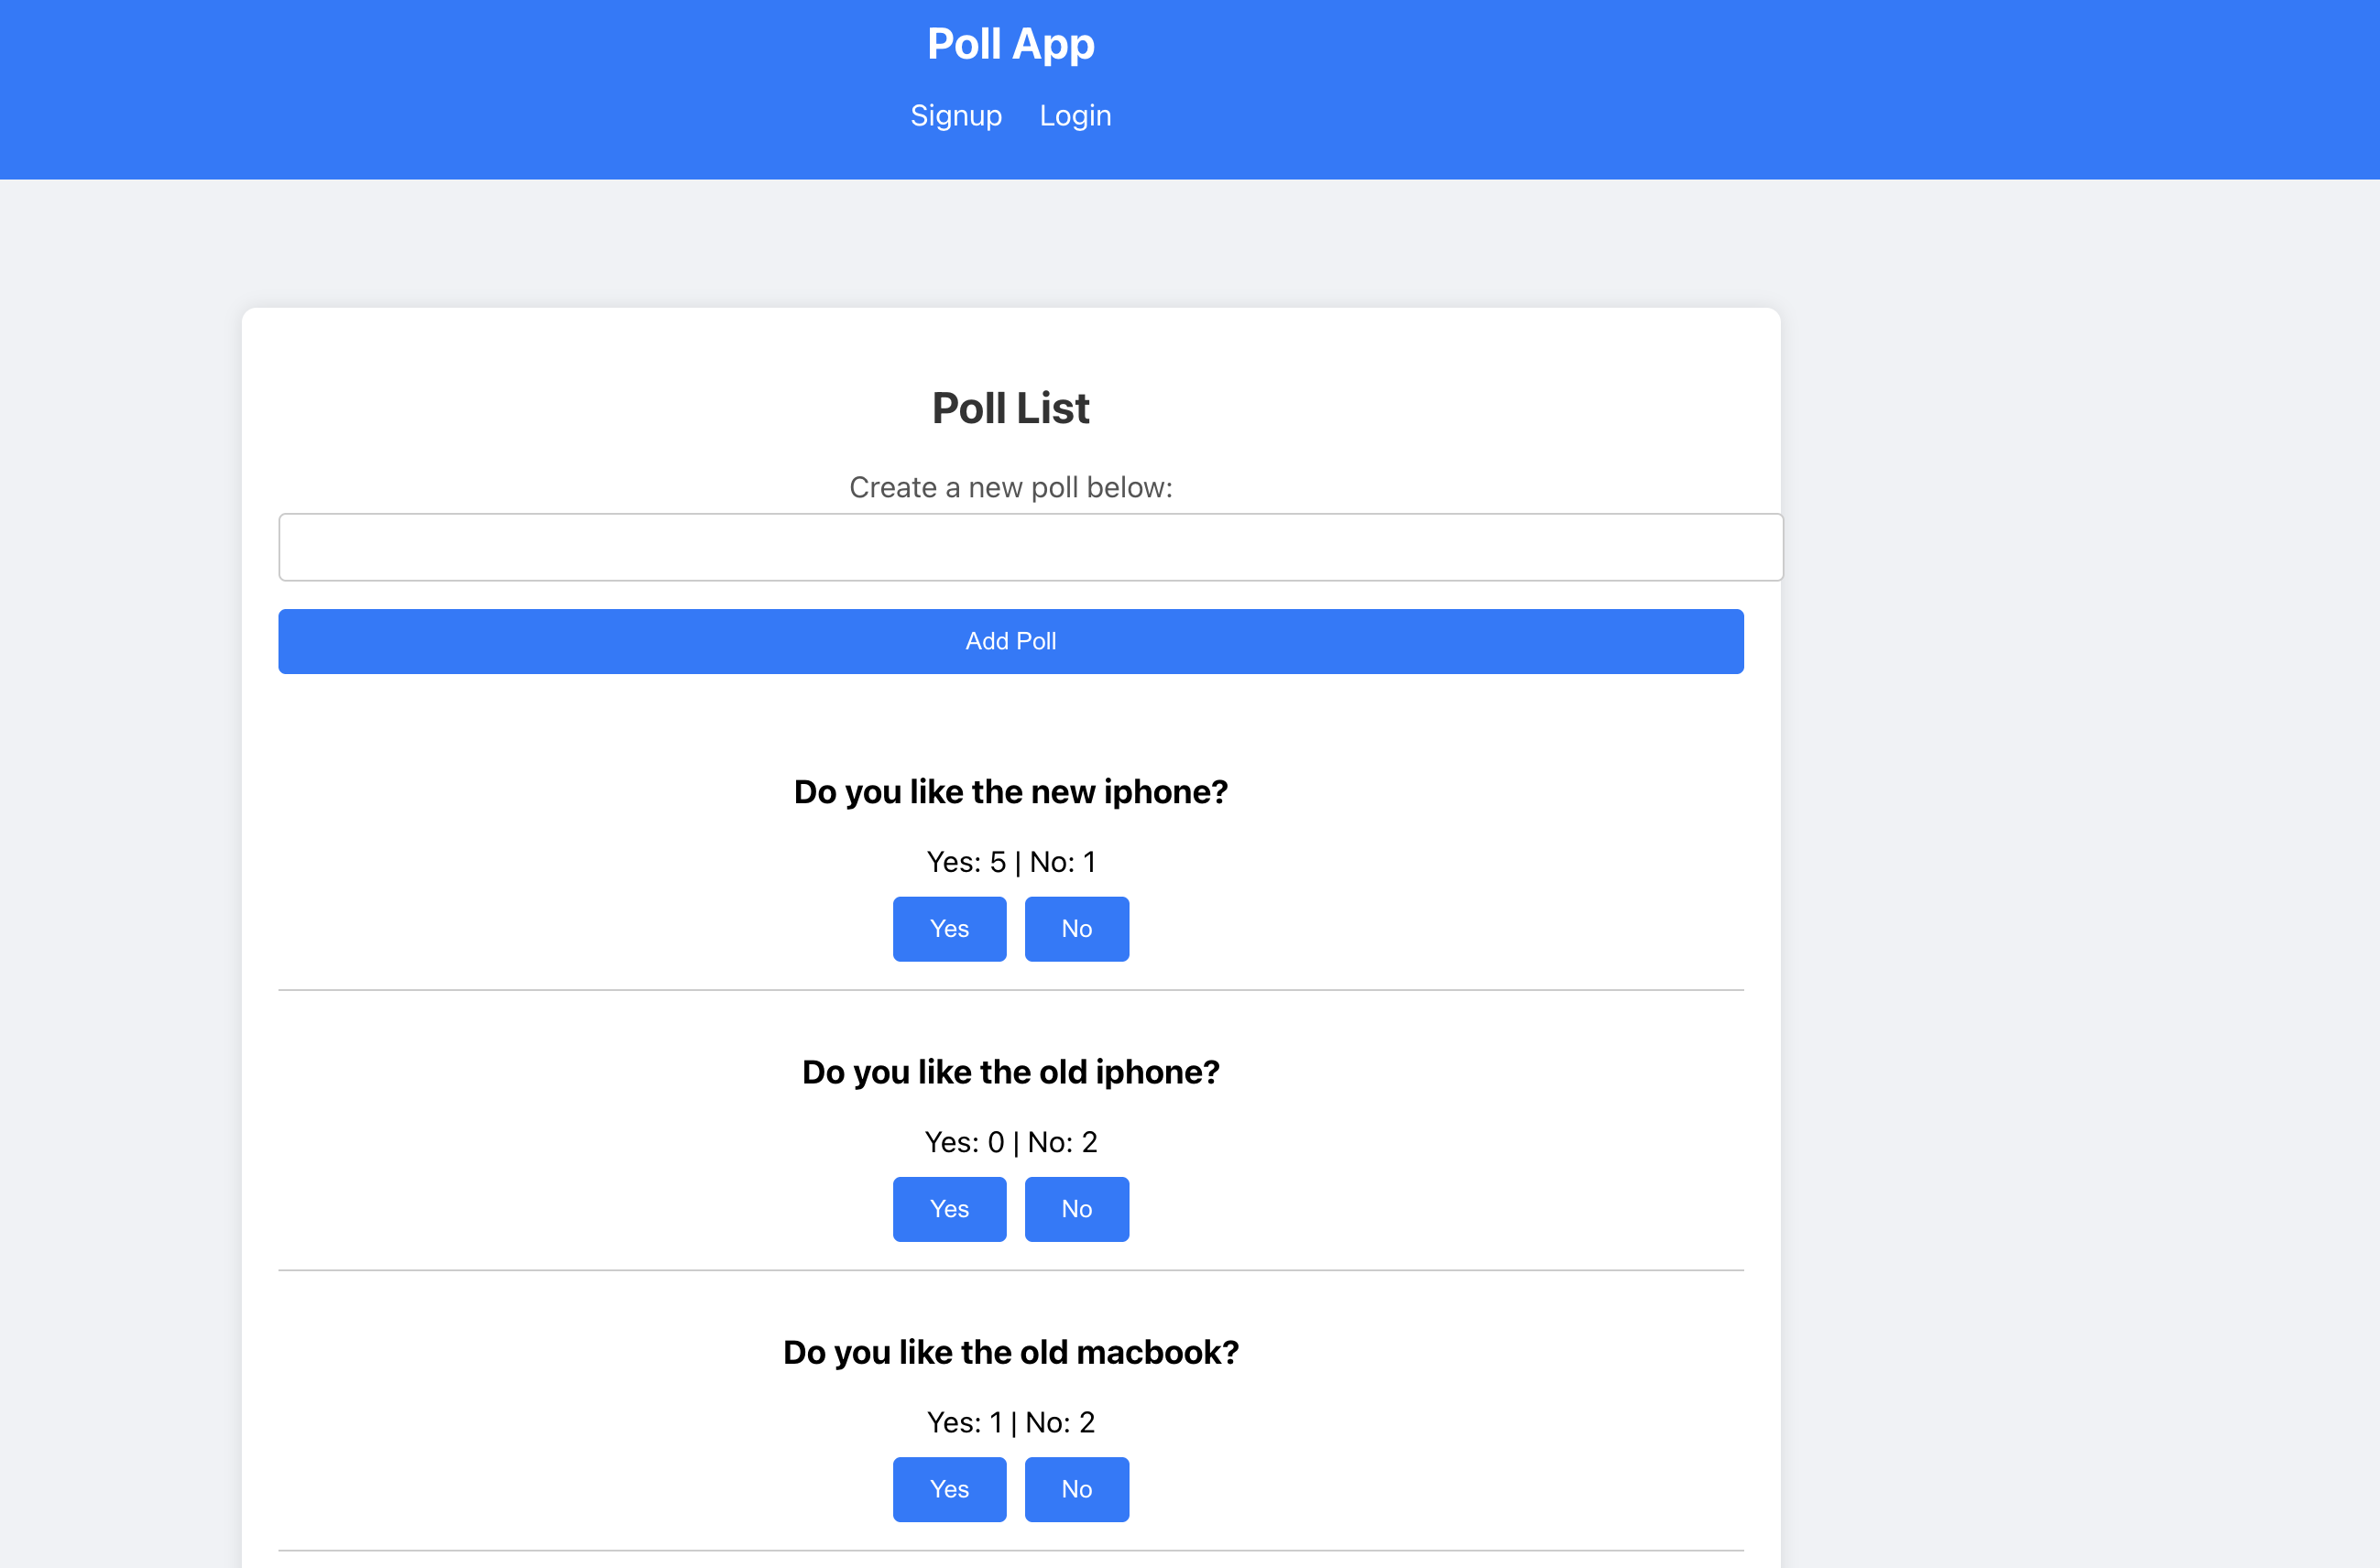 Poll App
Signup Login
Poll List
Create a new poll below:
Add Poll
Do you like the new iphone?
Yes: 5 | No: 1
Yes No
Do you like the old iphone?
Yes: 0 | No: 2
Yes No
Do you like the old macbook?
Yes: 1 | No: 2
Yes No